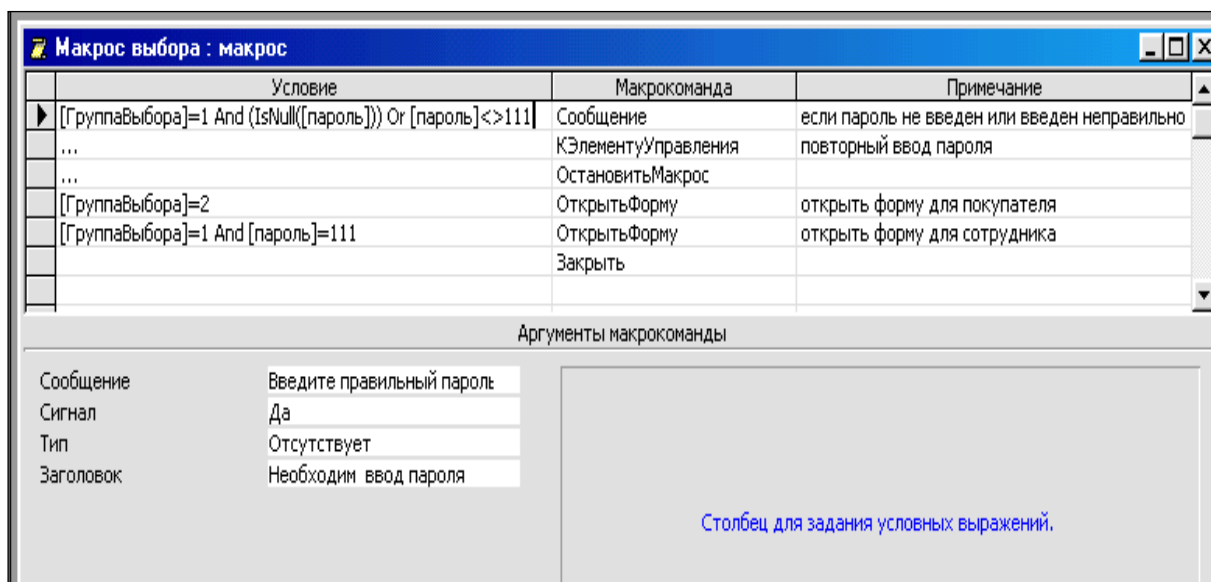 Макрос выбора : макрос
Условие Макрокоманда Примечание
[ГруппаВыбора]=1 And (IsNull([пароль])) Or [пароль]<>111 Сообщение если пароль не введен или введен неправильно
... КЭлементуУправления повторный ввод пароля
... ОстановитьМакрос
[ГруппаВыбора]=2 ОткрытьФорму открыть форму для покупателя
[ГруппаВыбора]=1 And [пароль]=111 ОткрытьФорму открыть форму для сотрудника
Закрыть
Аргументы макрокоманды
Сообщение Введите правильный пароль
Сигнал Да
Тип Отсутствует
Заголовок Необходим ввод пароля
Столбец для задания условных выражений.